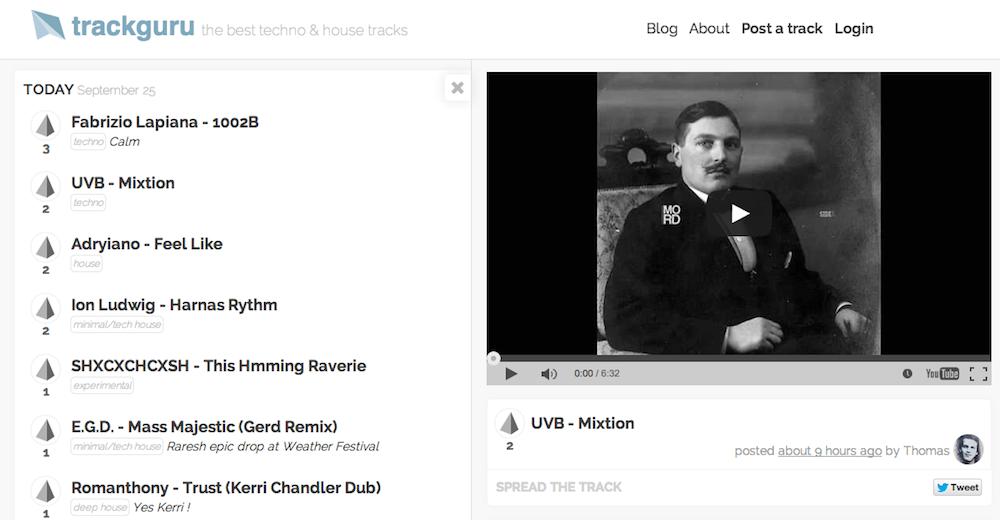 trackguru the best techno & house tracks
Blog About Post a track Login
TODAY September 25
Fabrizio Lapiana - 1002B
3
techno Calm
UVB - Mixtion
2
techno
Adryiano - Feel Like
2
house
Ion Ludwig - Harnas Rythm
2
minimal/tech house
SHXCXCHCXSH - This Hmming Raverie
1
experimental
E.G.D. - Mass Majestic (Gerd Remix)
1
minimal/tech house Raresh epic drop at Weather Festival
Romanthony - Trust (Kerri Chandler Dub)
1
deep house Yes Kerri !
MO
RD
SIDE
0:00 / 6:32
YouTube
UVB - Mixtion
2
posted about 9 hours ago by Thomas
SPREAD THE TRACK
Tweet